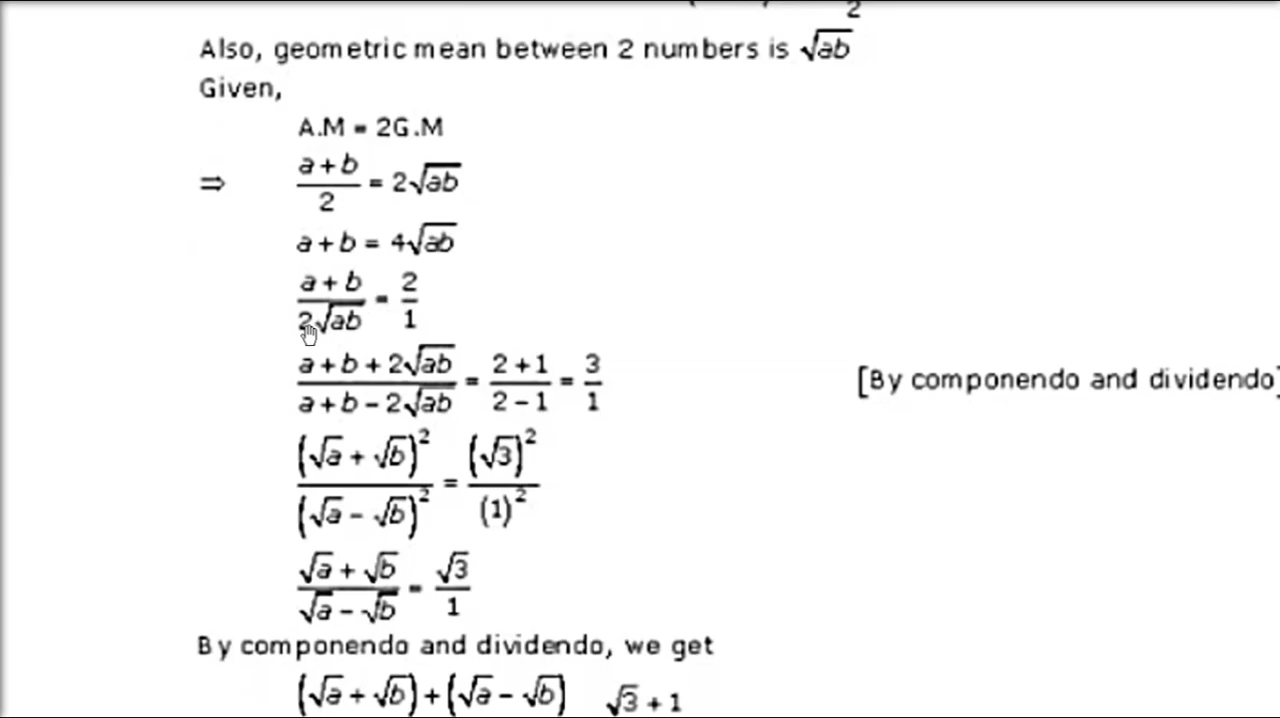 2
Also, geometric mean between 2 numbers is √ab
Given,
A.M = 2G.M
⇒ (a + b)/2 = 2√ab
a + b = 4√ab
(a + b)/(2√ab) = 2/1
(a + b + 2√ab)/(a + b − 2√ab) = (2 + 1)/(2 − 1) = 3/1 [By componendo and dividendo]
(√a + √b)²/(√a − √b)² = (√3)²/(1)²
(√a + √b)/(√a − √b) = √3/1
By componendo and dividendo, we get
(√a + √b) + (√a − √b) √3 + 1